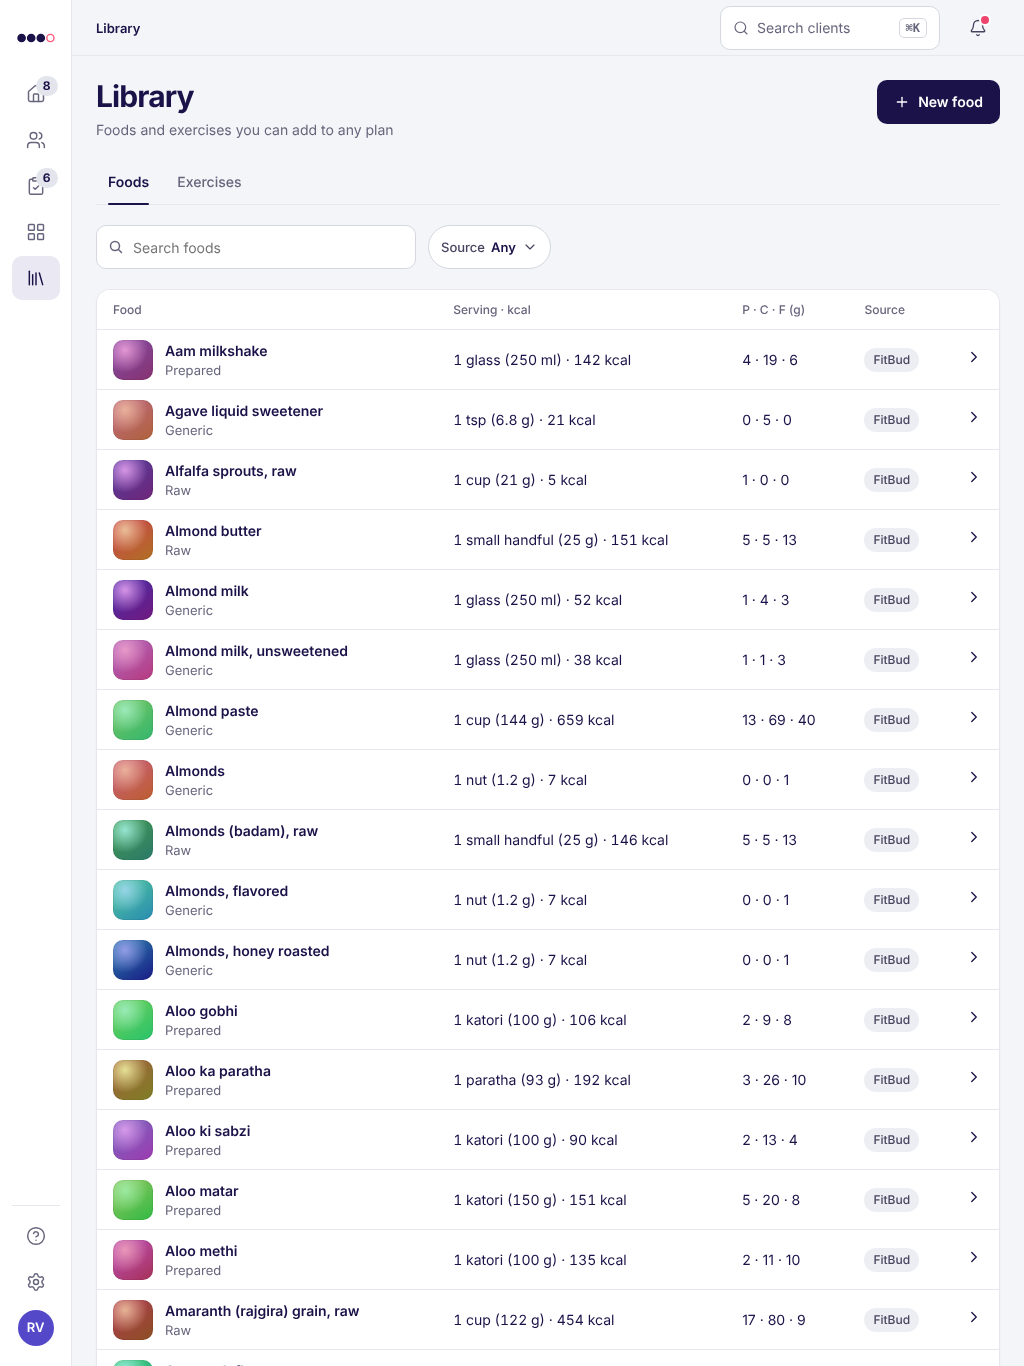 Library
Search clients
⌘K
8
6
Library
Foods and exercises you can add to any plan
+ New food
Foods
Exercises
Search foods
Source Any
Food
Serving · kcal
P · C · F (g)
Source
Aam milkshake
Prepared
1 glass (250 ml) · 142 kcal
4 · 19 · 6
FitBud
Agave liquid sweetener
Generic
1 tsp (6.8 g) · 21 kcal
0 · 5 · 0
FitBud
Alfalfa sprouts, raw
Raw
1 cup (21 g) · 5 kcal
1 · 0 · 0
FitBud
Almond butter
Raw
1 small handful (25 g) · 151 kcal
5 · 5 · 13
FitBud
Almond milk
Generic
1 glass (250 ml) · 52 kcal
1 · 4 · 3
FitBud
Almond milk, unsweetened
Generic
1 glass (250 ml) · 38 kcal
1 · 1 · 3
FitBud
Almond paste
Generic
1 cup (144 g) · 659 kcal
13 · 69 · 40
FitBud
Almonds
Generic
1 nut (1.2 g) · 7 kcal
0 · 0 · 1
FitBud
Almonds (badam), raw
Raw
1 small handful (25 g) · 146 kcal
5 · 5 · 13
FitBud
Almonds, flavored
Generic
1 nut (1.2 g) · 7 kcal
0 · 0 · 1
FitBud
Almonds, honey roasted
Generic
1 nut (1.2 g) · 7 kcal
0 · 0 · 1
FitBud
Aloo gobhi
Prepared
1 katori (100 g) · 106 kcal
2 · 9 · 8
FitBud
Aloo ka paratha
Prepared
1 paratha (93 g) · 192 kcal
3 · 26 · 10
FitBud
Aloo ki sabzi
Prepared
1 katori (100 g) · 90 kcal
2 · 13 · 4
FitBud
Aloo matar
Prepared
1 katori (150 g) · 151 kcal
5 · 20 · 8
FitBud
Aloo methi
Prepared
1 katori (100 g) · 135 kcal
2 · 11 · 10
FitBud
Amaranth (rajgira) grain, raw
Raw
1 cup (122 g) · 454 kcal
17 · 80 · 9
FitBud
RV